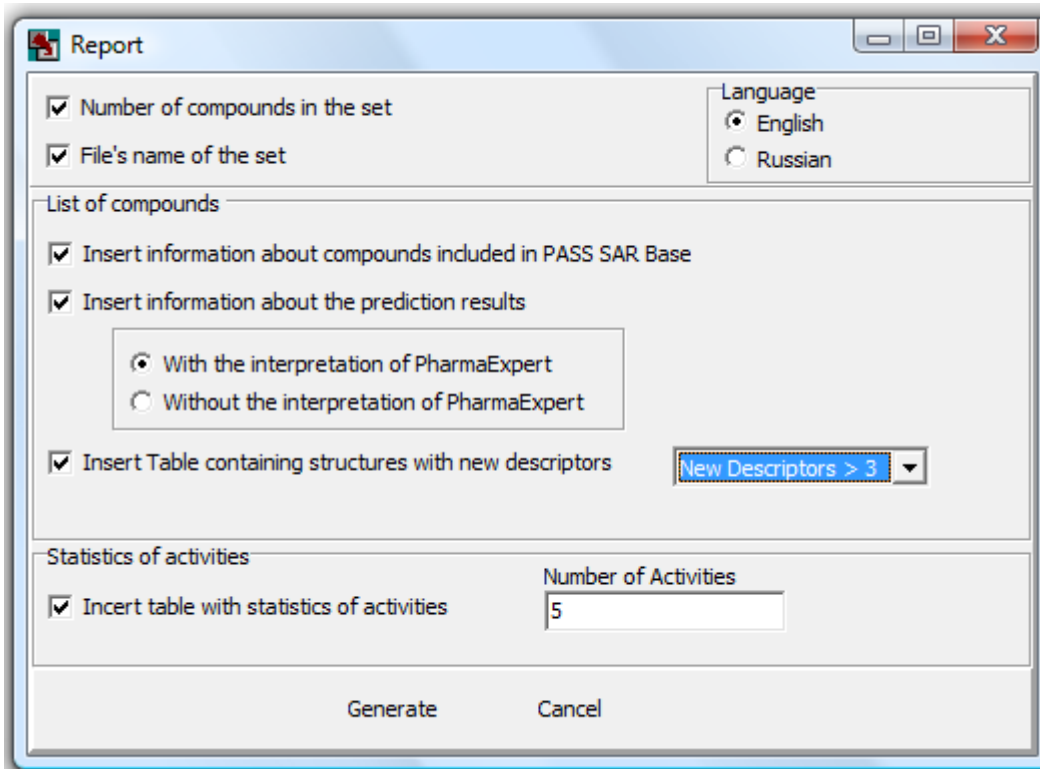 Report
Number of compounds in the set
File's name of the set
Language
English
Russian
List of compounds
Insert information about compounds included in PASS SAR Base
Insert information about the prediction results
With the interpretation of PharmaExpert
Without the interpretation of PharmaExpert
Insert Table containing structures with new descriptors
New Descriptors > 3
Statistics of activities
Number of Activities
Incert table with statistics of activities
5
Generate
Cancel